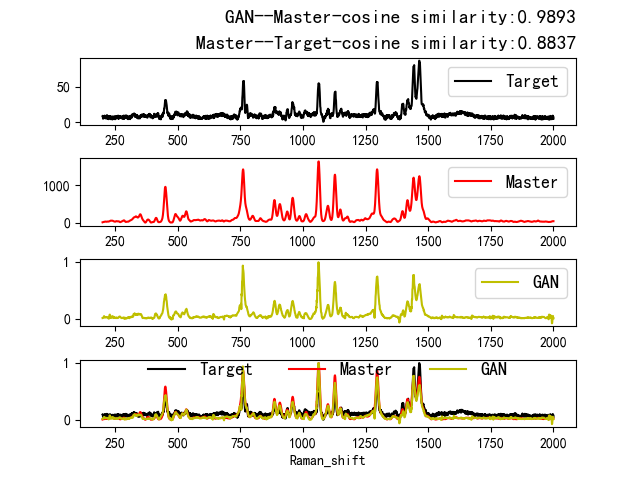 GAN--Master-cosine similarity:0.9893
Master--Target-cosine similarity:0.8837
50
0
Target
250 500 750 1000 1250 1500 1750 2000
1000
0
Master
250 500 750 1000 1250 1500 1750 2000
1
0
GAN
250 500 750 1000 1250 1500 1750 2000
1
0
Target Master GAN
250 500 750 1000 1250 1500 1750 2000
Raman_shift